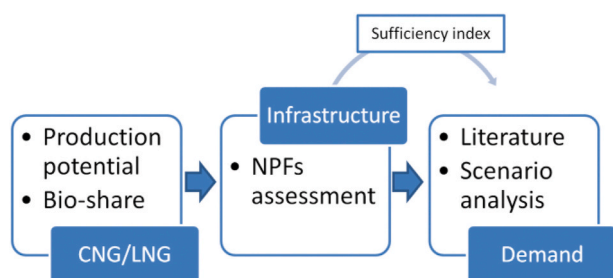 Sufficiency index
Infrastructure
• Production
potential
• Bio-share
CNG/LNG
• NPFs
assessment
• Literature
• Scenario
analysis
Demand